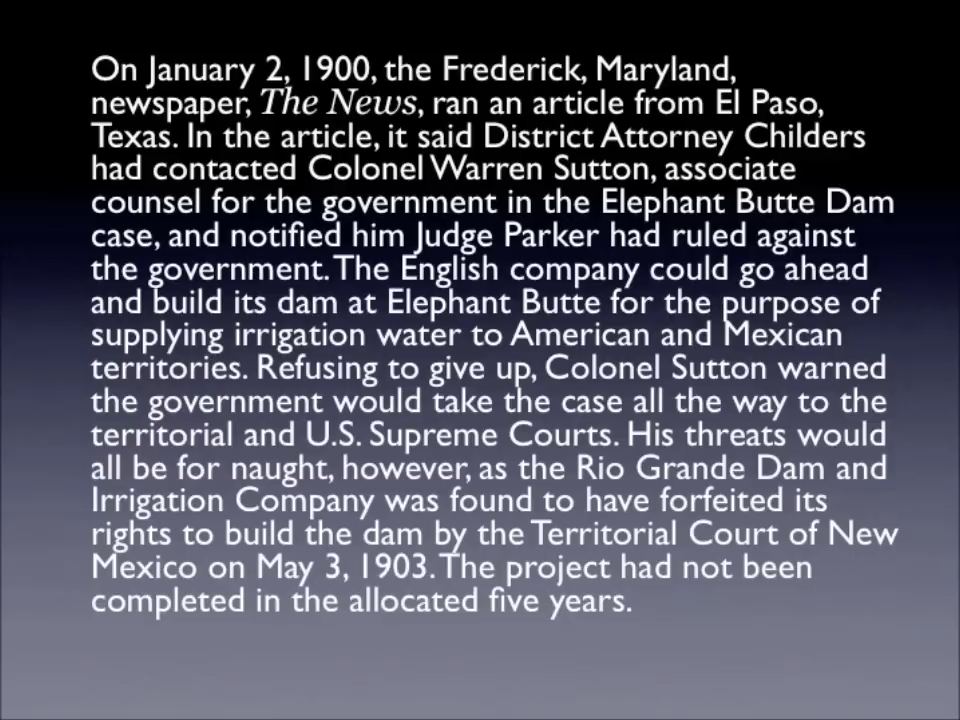 On January 2, 1900, the Frederick, Maryland,
newspaper, The News, ran an article from El Paso,
Texas. In the article, it said District Attorney Childers
had contacted Colonel Warren Sutton, associate
counsel for the government in the Elephant Butte Dam
case, and notified him Judge Parker had ruled against
the government. The English company could go ahead
and build its dam at Elephant Butte for the purpose of
supplying irrigation water to American and Mexican
territories. Refusing to give up, Colonel Sutton warned
the government would take the case all the way to the
territorial and U.S. Supreme Courts. His threats would
all be for naught, however, as the Rio Grande Dam and
Irrigation Company was found to have forfeited its
rights to build the dam by the Territorial Court of New
Mexico on May 3, 1903. The project had not been
completed in the allocated five years.